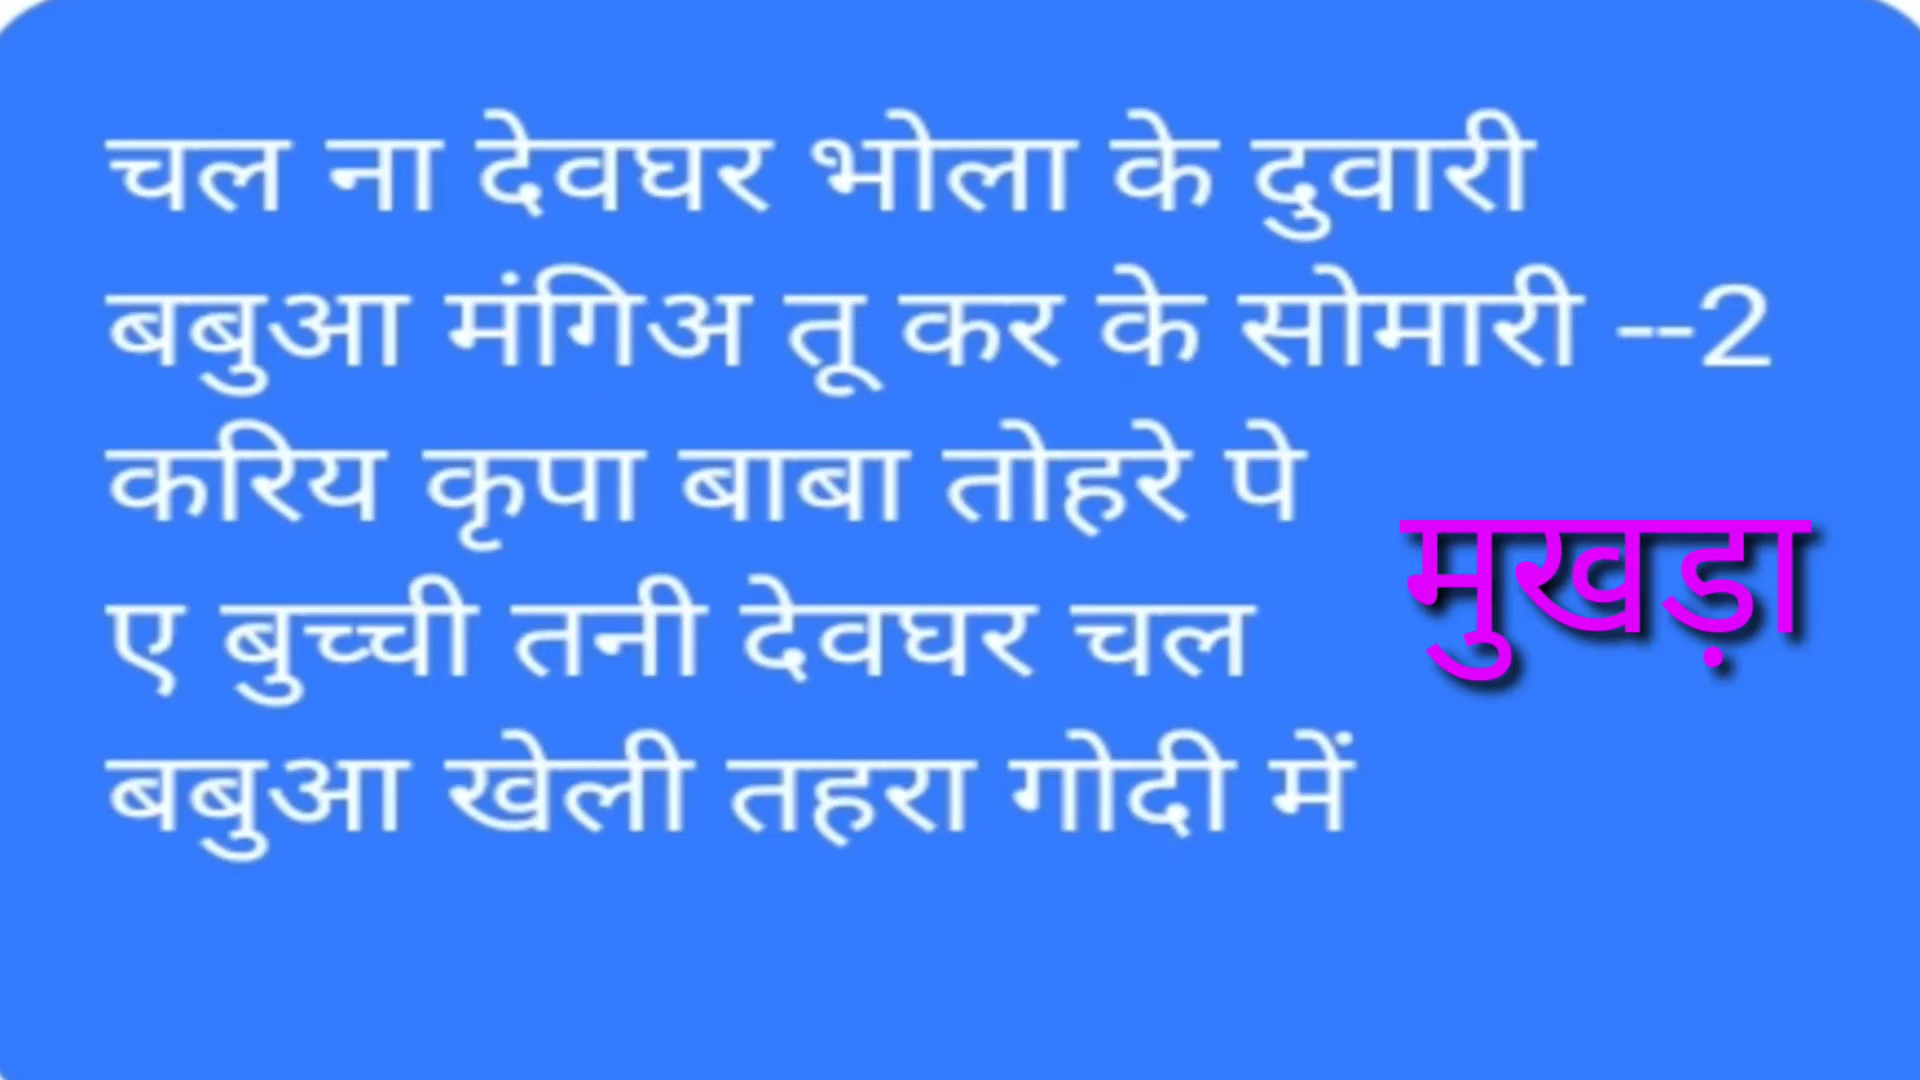 चल ना देवघर भोला के दुवारी
बबुआ मंगिअ तू कर के सोमारी --2
करिय कृपा बाबा तोहरे पे
मुखड़ा
ए बुच्ची तनी देवघर चल
बबुआ खेली तहरा गोदी में